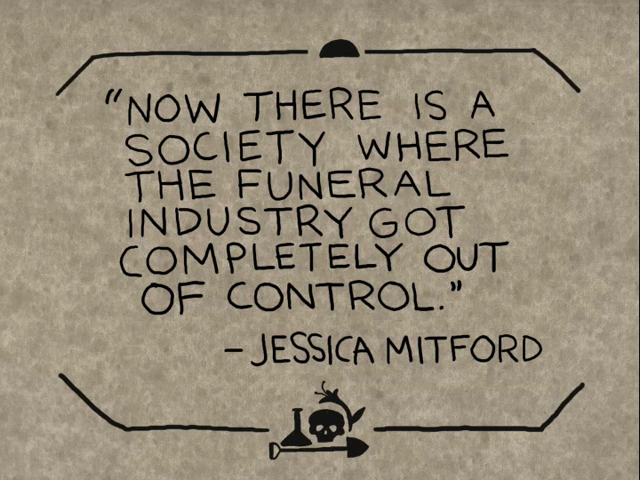 "NOW THERE IS A
SOCIETY WHERE
THE FUNERAL
INDUSTRY GOT
COMPLETELY OUT
OF CONTROL."
- JESSICA MITFORD